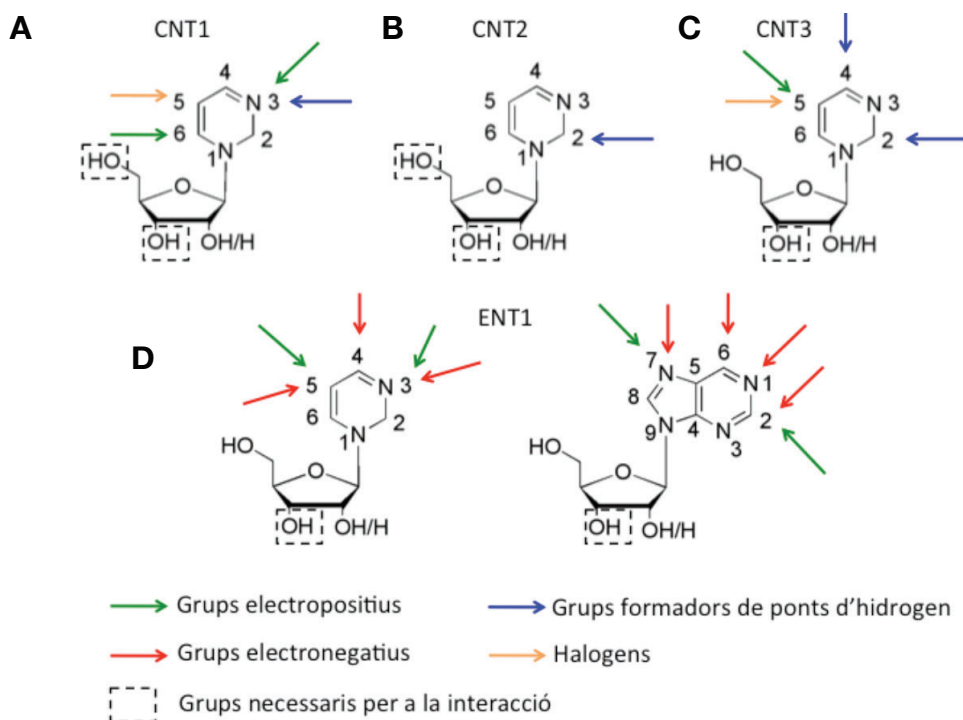 A CNT1 B CNT2 C CNT3
4 5 N 3 6 2 1 N HO O OH OH/H
4 5 N 3 6 2 1 N HO O OH OH/H
4 5 N 3 6 2 1 N HO O OH OH/H
D ENT1
4 5 N 3 6 2 1 N HO O OH OH/H
7 N 5 6 N 1 8 2 9 N 4 N 3 HO O OH OH/H
Grups electropositius
Grups formadors de ponts d'hidrogen
Grups electronegatius
Halogens
Grups necessaris per a la interacció